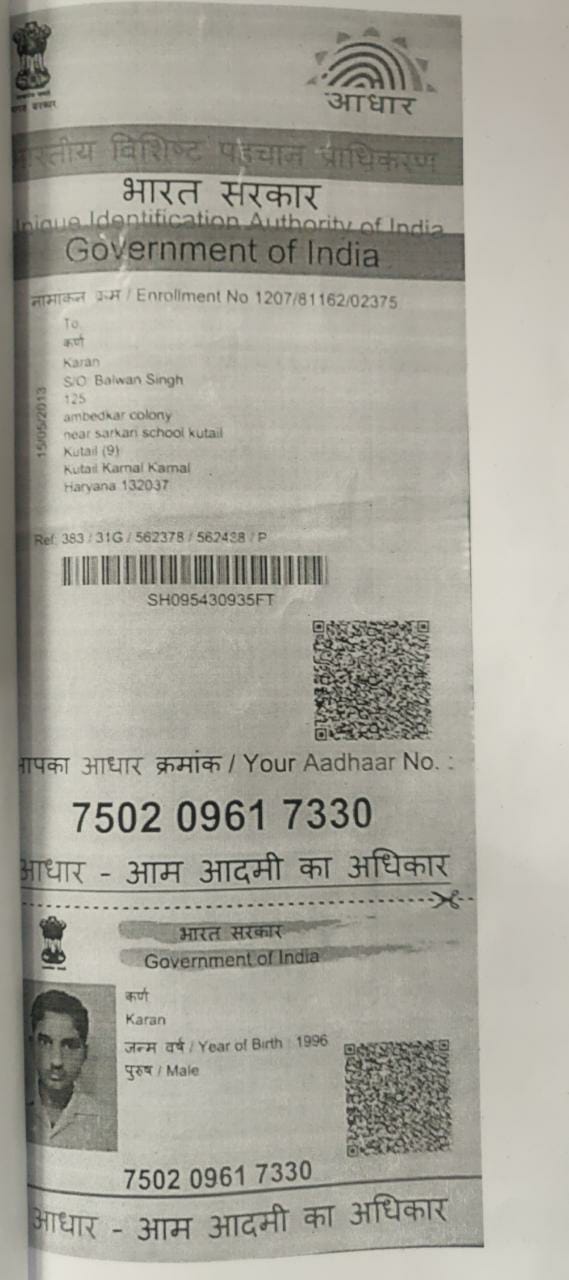 आधार
भारतीय विशिष्ट पहचान प्राधिकरण
भारत सरकार
Unique Identification Authority of India
Government of India
नामांकन क्रम / Enrollment No 1207/81162/02375
To,
कर्ण
Karan
S/O: Balwan Singh
125
ambedkar colony
near sarkari school kutail
Kutail (9)
Kutail Karnal Karnal
Haryana 132037
15/05/2013
Ref: 383 / 31G / 562378 / 562438 / P
SH095430935FT
आपका आधार क्रमांक / Your Aadhaar No. :
7502 0961 7330
आधार - आम आदमी का अधिकार
भारत सरकार
Government of India
कर्ण
Karan
जन्म वर्ष / Year of Birth : 1996
पुरुष / Male
7502 0961 7330
आधार - आम आदमी का अधिकार